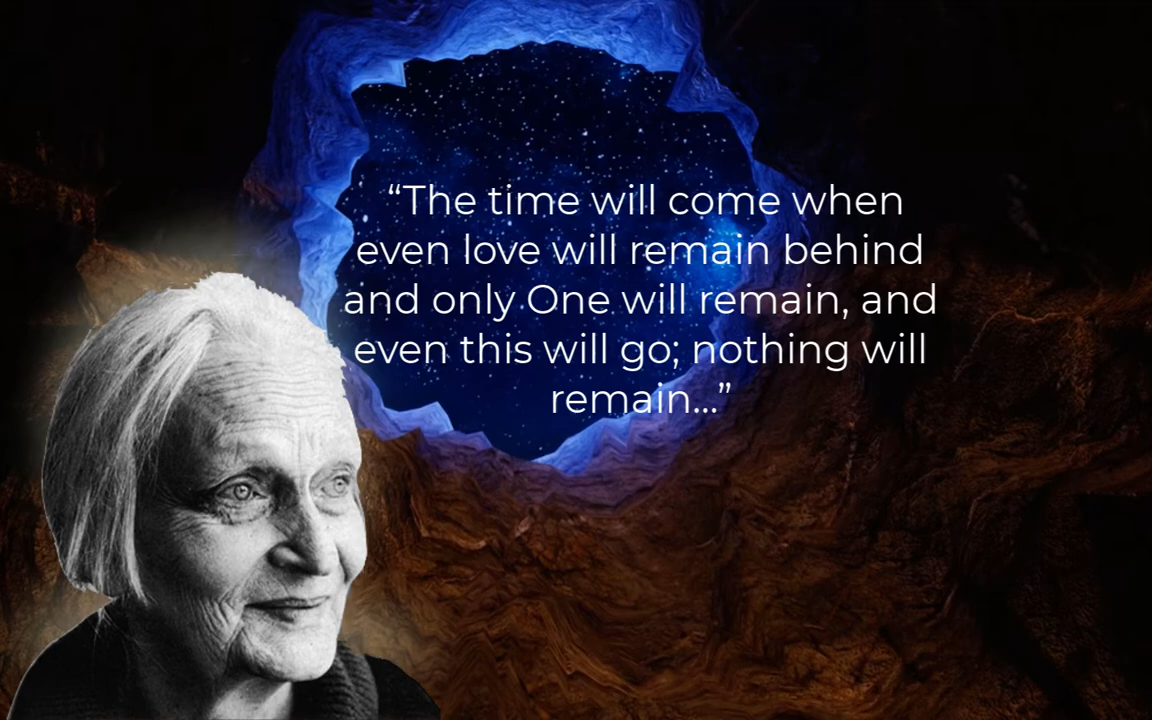 “The time will come when
even love will remain behind
and only One will remain, and
even this will go; nothing will
remain...”